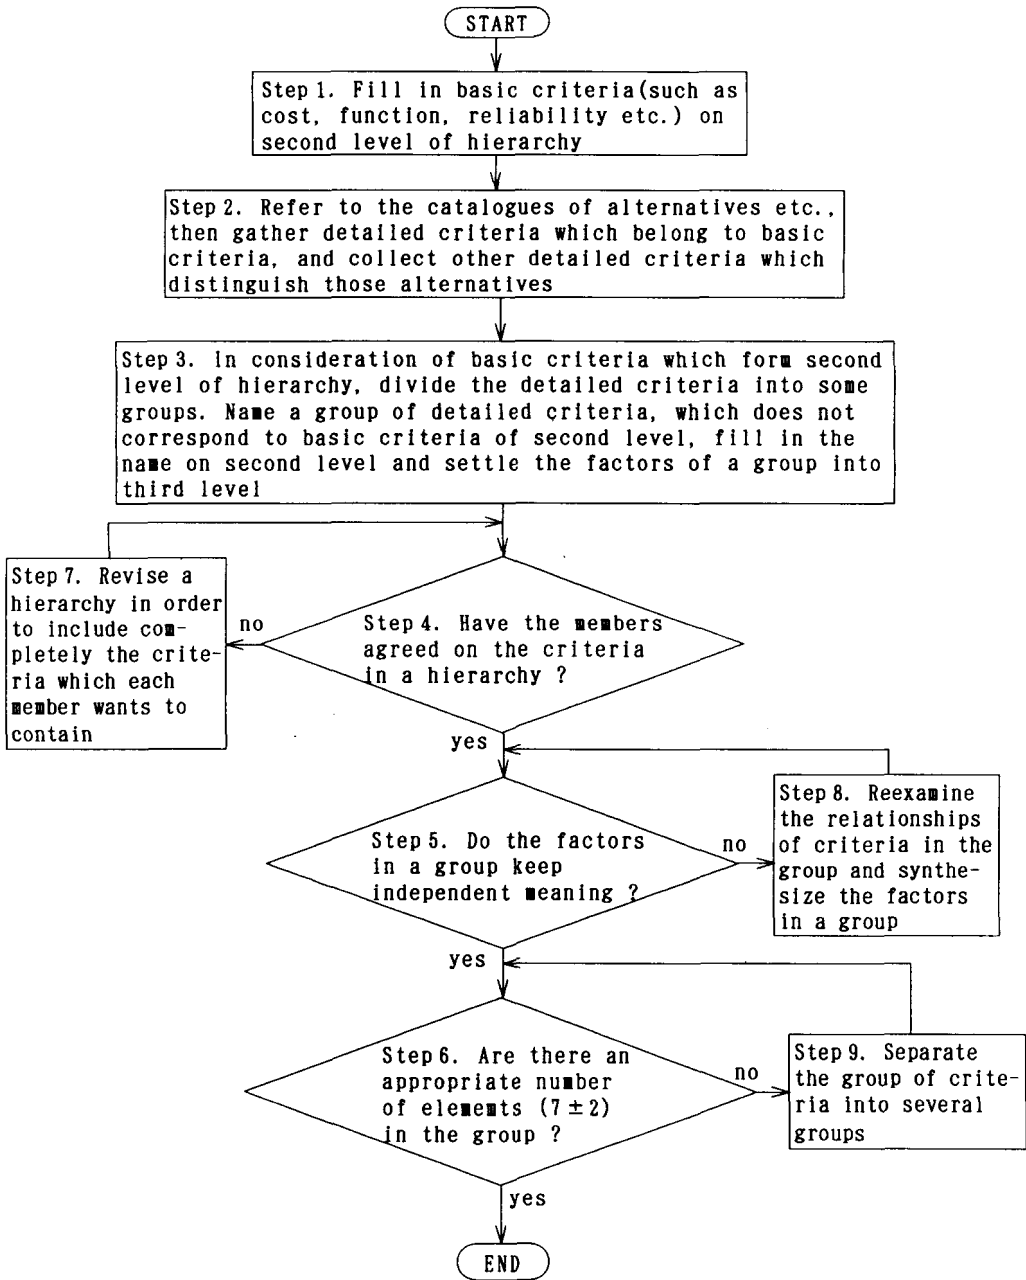 START
Step 1. Fill in basic criteria(such as
cost, function, reliability etc.) on
second level of hierarchy
Step 2. Refer to the catalogues of alternatives etc.,
then gather detailed criteria which belong to basic
criteria, and collect other detailed criteria which
distinguish those alternatives
Step 3. In consideration of basic criteria which form second
level of hierarchy, divide the detailed criteria into some
groups. Name a group of detailed criteria, which does not
correspond to basic criteria of second level, fill in the
name on second level and settle the factors of a group into
third level
Step 7. Revise a
hierarchy in order
to include com-
pletely the crite-
ria which each
member wants to
contain
no
Step 4. Have the members
agreed on the criteria
in a hierarchy ?
yes
Step 5. Do the factors
in a group keep
independent meaning ?
no
Step 8. Reexamine
the relationships
of criteria in the
group and synthe-
size the factors
in a group
yes
Step 6. Are there an
appropriate number
of elements (7 ± 2)
in the group ?
no
Step 9. Separate
the group of crite-
ria into several
groups
yes
END